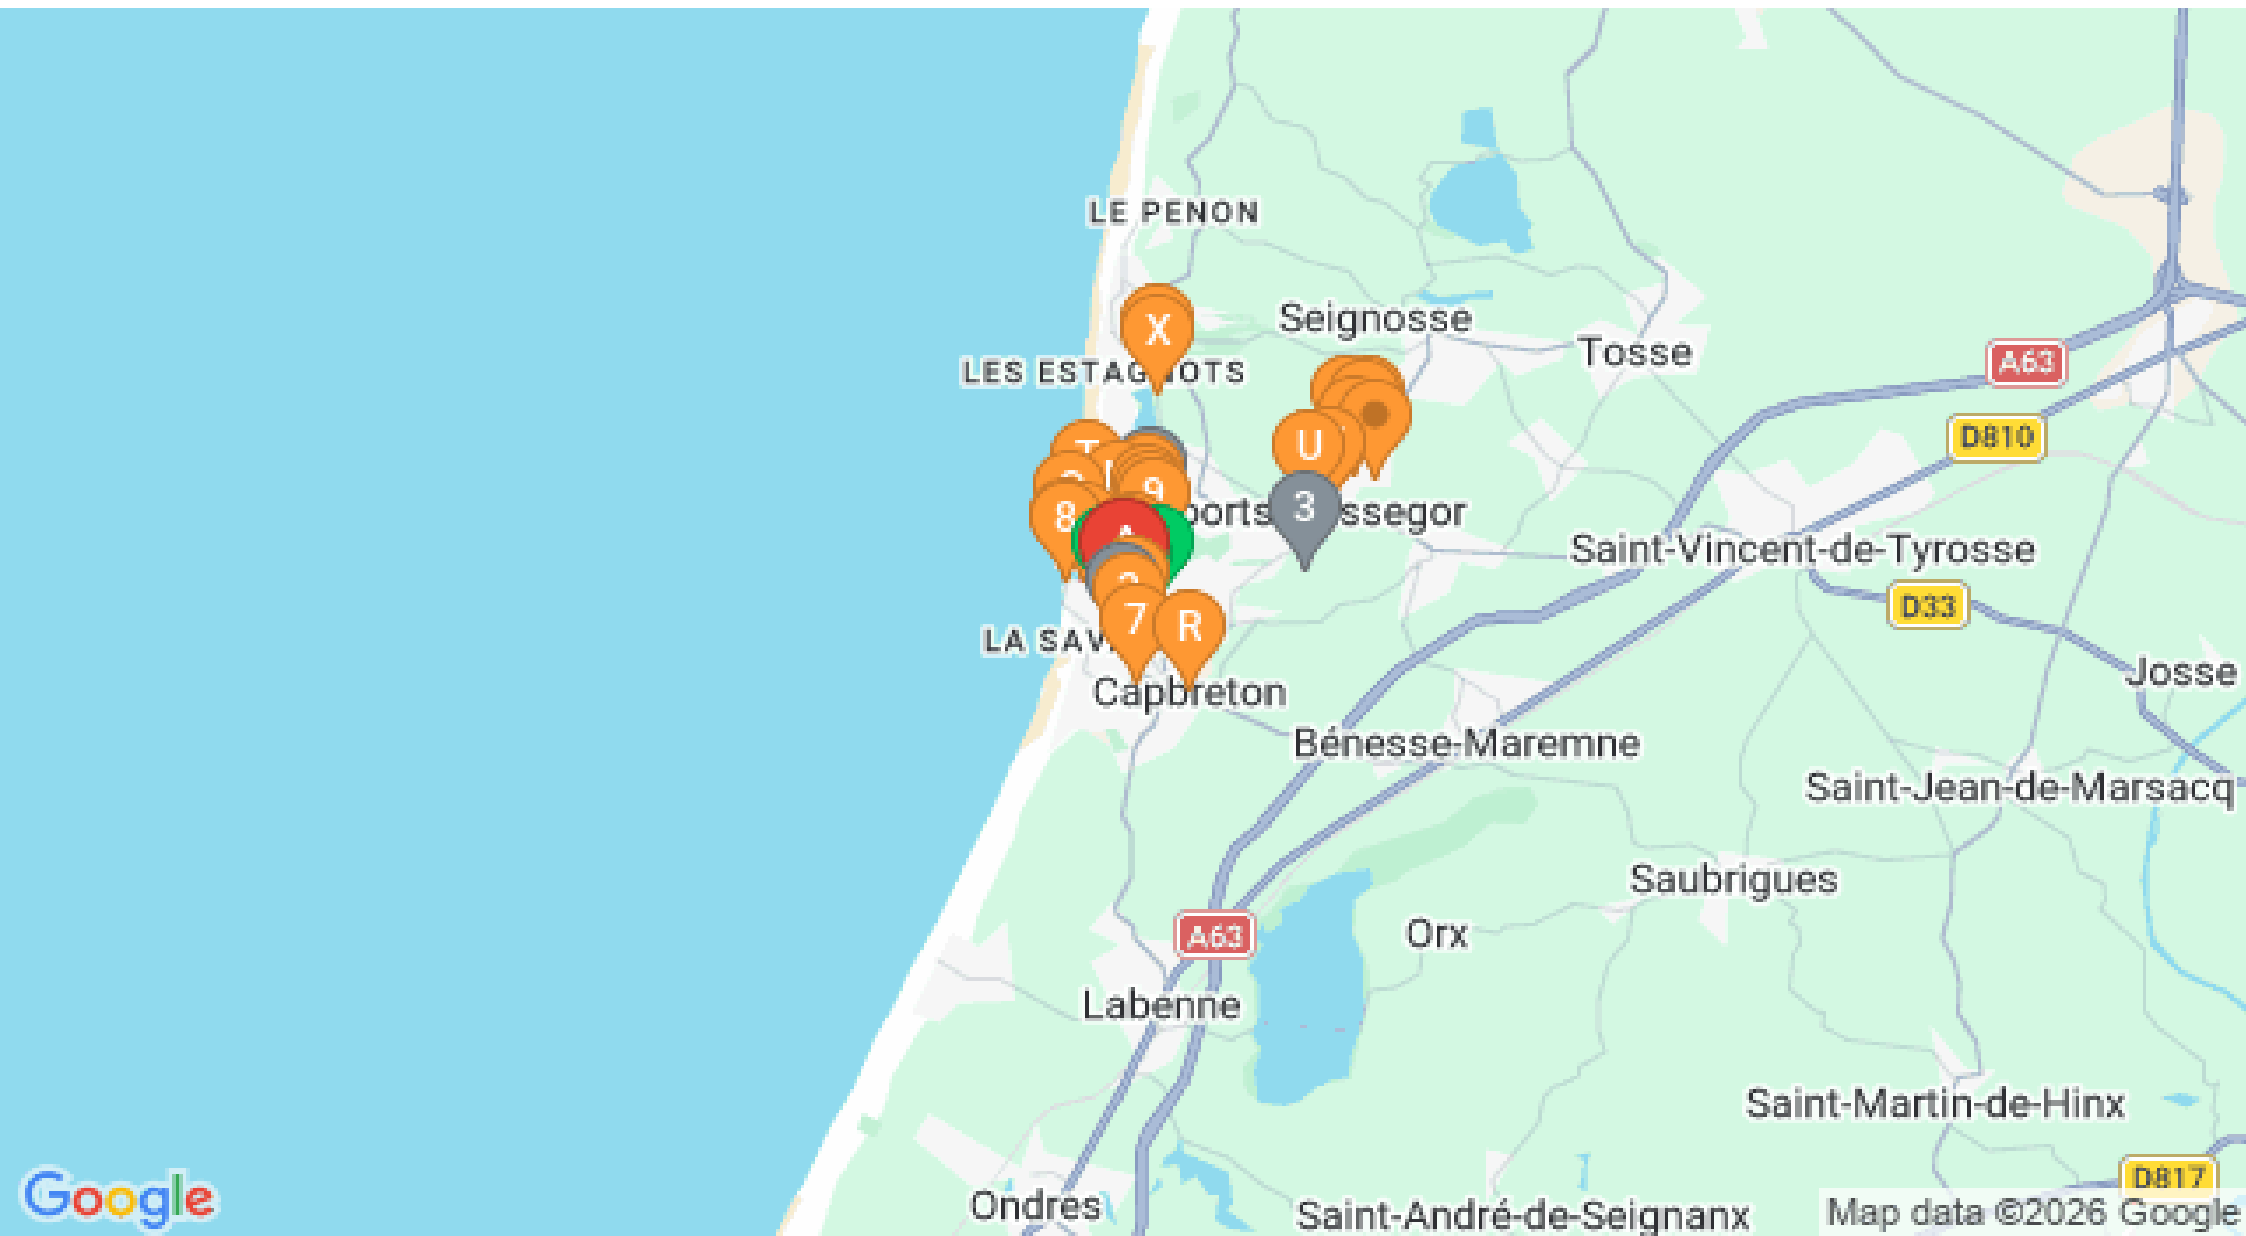 LE PENON
X
Seignosse
Tosse
LES ESTAGNOTS
A63
D810
U
9
8
3
ports
ssegor
Saint-Vincent-de-Tyrosse
D33
7
R
LA SAV
Josse
Capbreton
Bénesse-Maremne
Saint-Jean-de-Marsacq
Saubrigues
A63
Orx
Labenne
Saint-Martin-de-Hinx
D817
Google
Ondres
Saint-André-de-Seignanx
Map data ©2026 Google